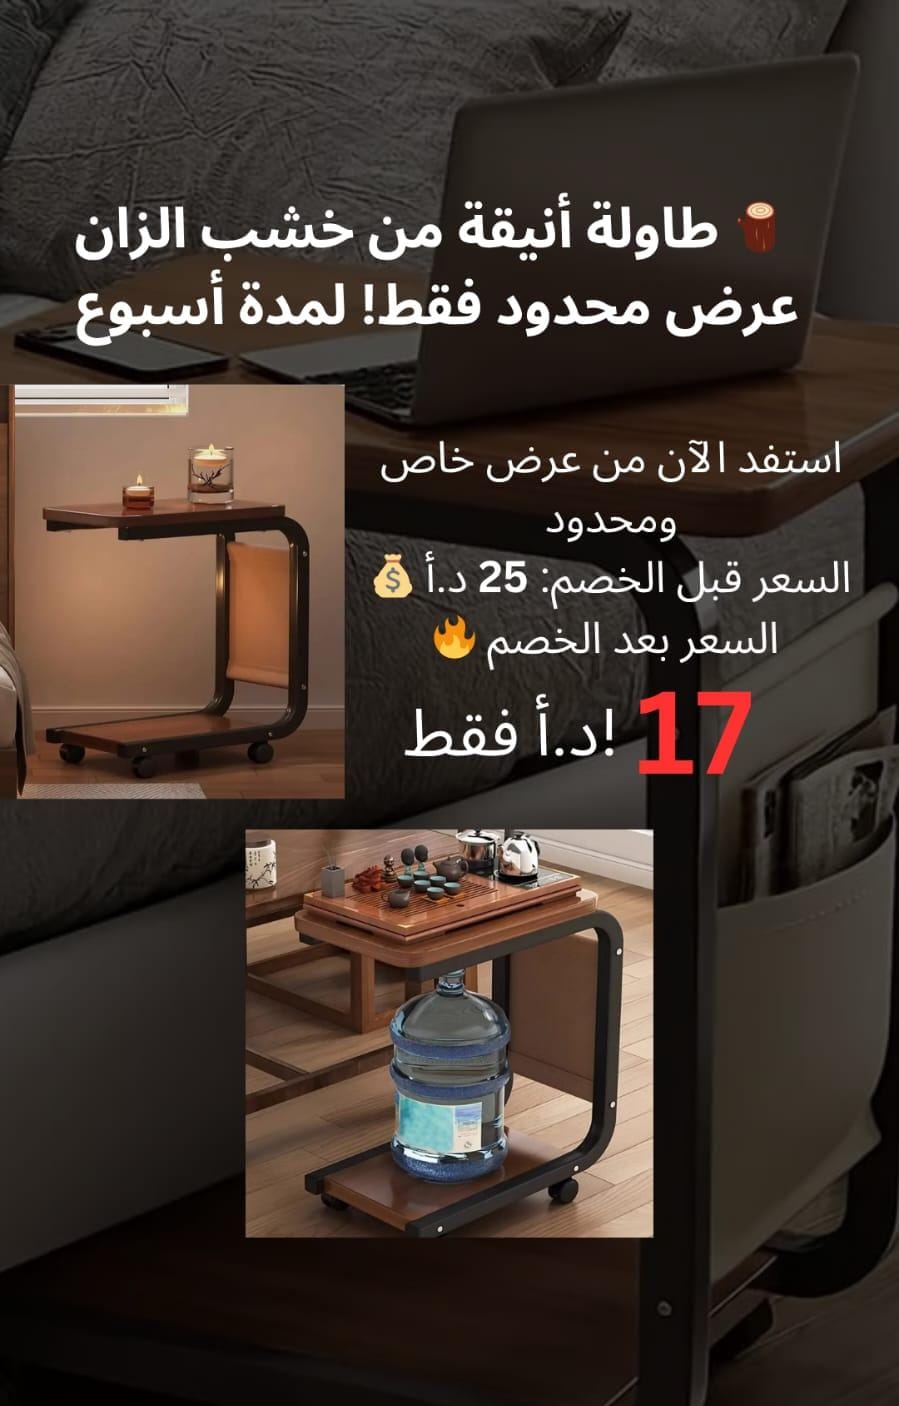 🪵 طاولة أنيقة من خشب الزان
عرض محدود فقط! لمدة أسبوع
استفد الآن من عرض خاص
ومحدود
السعر قبل الخصم: 25 د.أ 💰
السعر بعد الخصم 🔥
17 !د.أ فقط